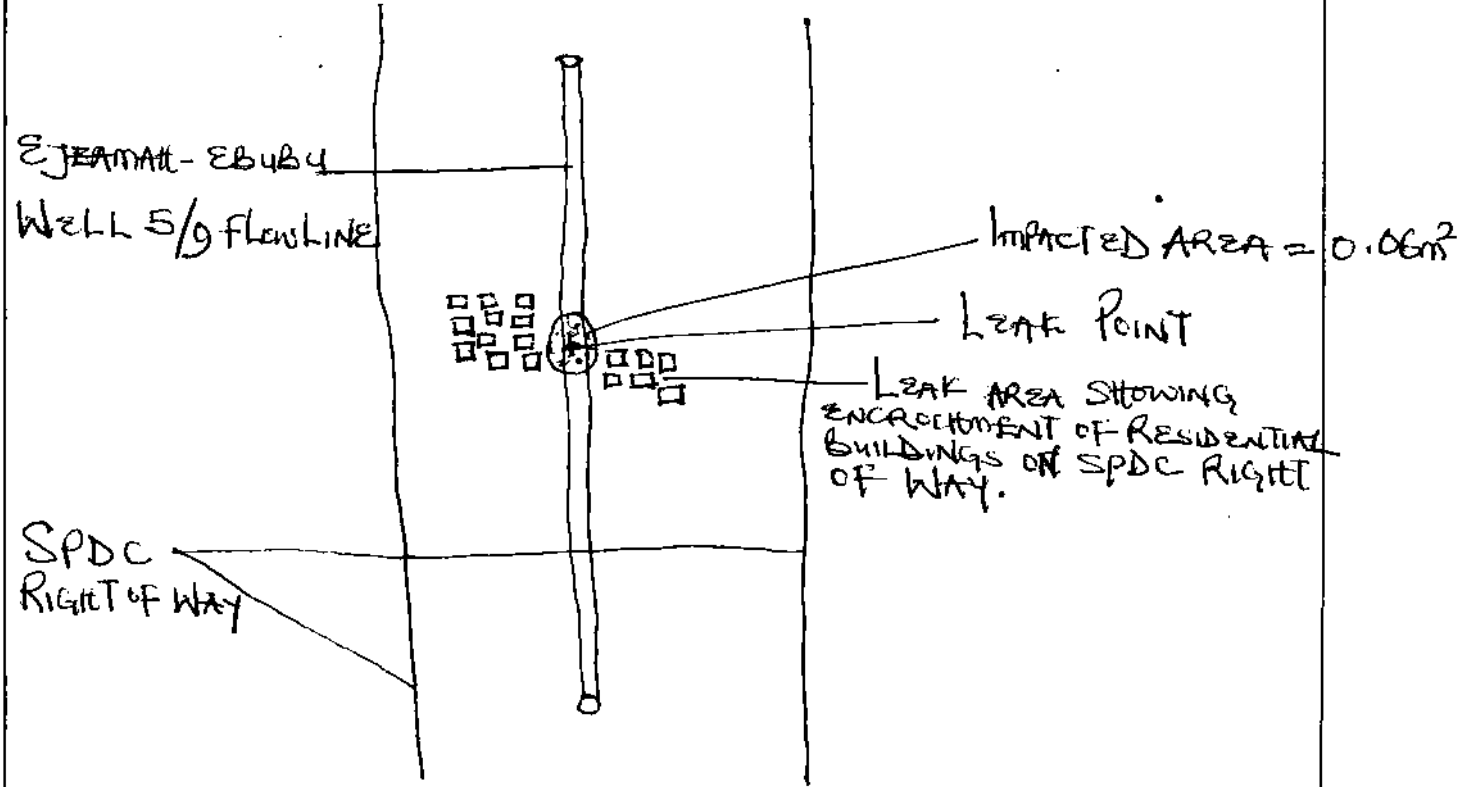 EJEAMAH-EBUBU
WELL 5/9 FLOWLINE
IMPACTED AREA = 0.06m²
LEAK POINT
LEAK AREA SHOWING
ENCROCHMENT OF RESIDENTIAL
BUILDINGS ON SPDC RIGHT
OF WAY.
SPDC
RIGHT OF WAY